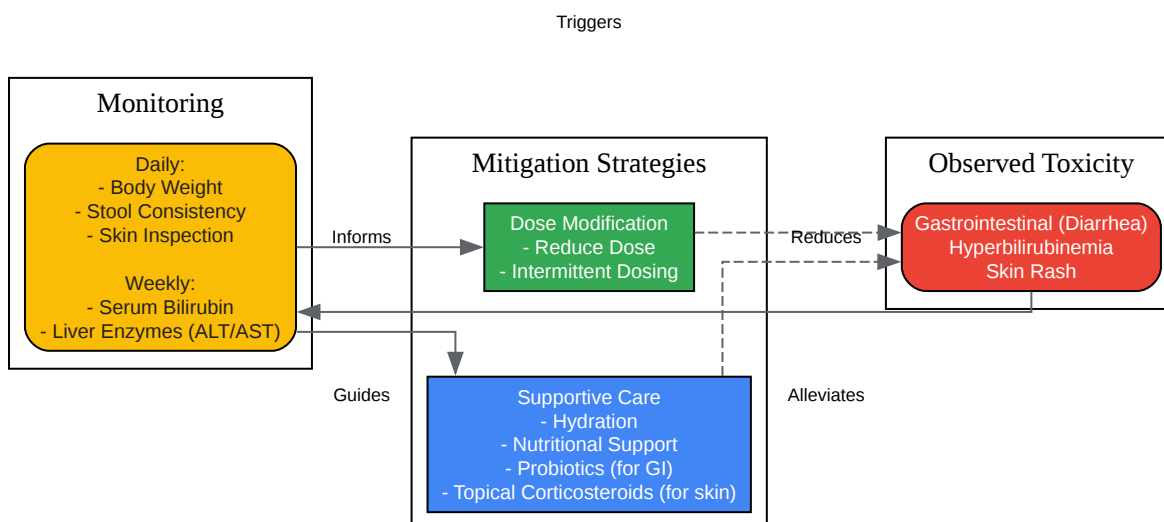 Triggers
Monitoring
Daily:
- Body Weight
- Stool Consistency
- Skin Inspection
Weekly:
- Serum Bilirubin
- Liver Enzymes (ALT/AST)
Informs
Guides
Mitigation Strategies
Dose Modification
- Reduce Dose
- Intermittent Dosing
Supportive Care
- Hydration
- Nutritional Support
- Probiotics (for GI)
- Topical Corticosteroids (for skin)
Reduces
Alleviates
Observed Toxicity
Gastrointestinal (Diarrhea)
Hyperbilirubinemia
Skin Rash